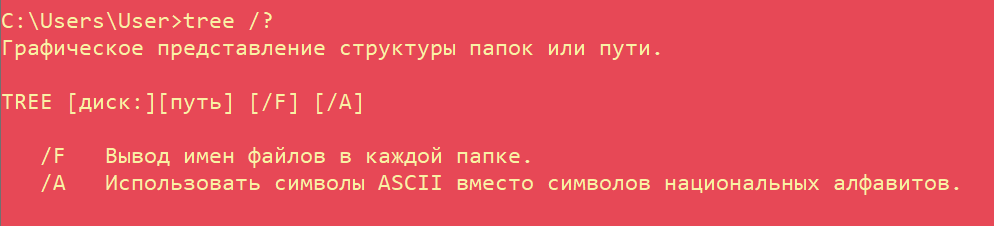 C:\Users\User>tree /?
Графическое представление структуры папок или пути.
TREE [диск:][путь] [/F] [/A]
/F   Вывод имен файлов в каждой папке.
/A   Использовать символы ASCII вместо символов национальных алфавитов.